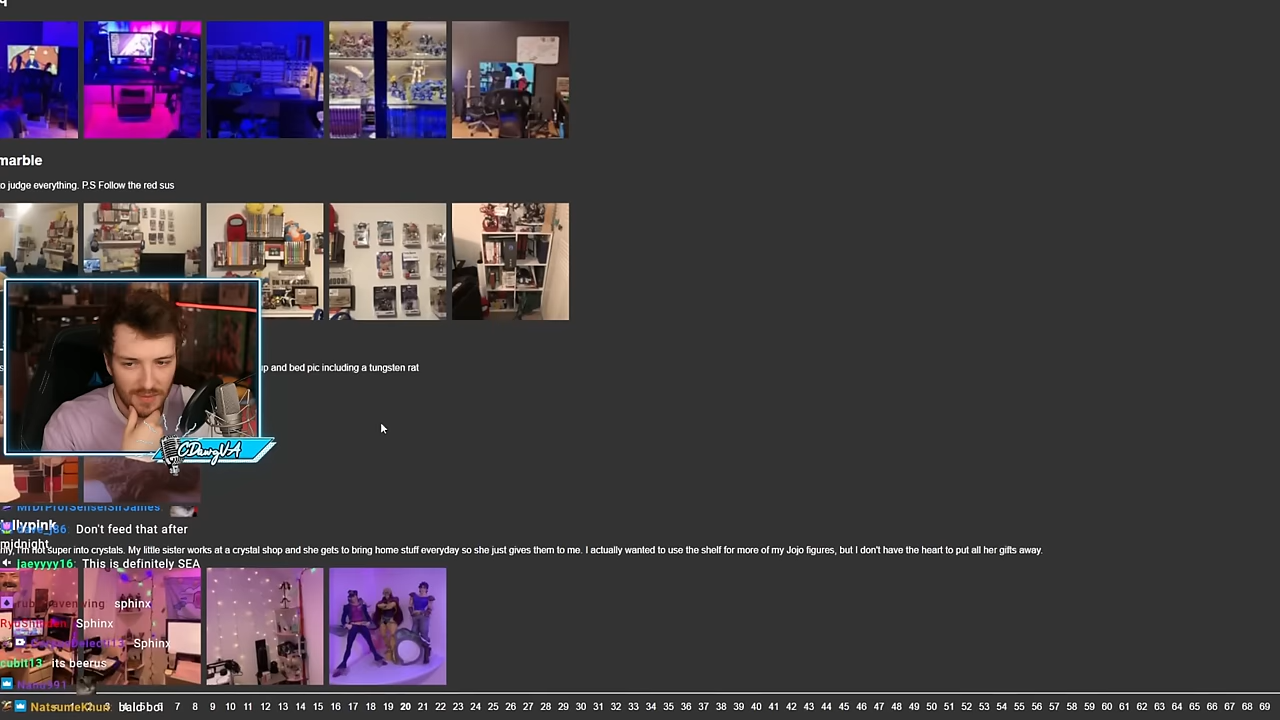 marble
o judge everything. P.S Follow the red sus
p and bed pic including a tungsten rat
CDawgVA
MrDrProfSenseiSirJames:
llypink
dave_j86: Don't feed that after
midnight
I'm not super into crystals. My little sister works at a crystal shop and she gets to bring home stuff everyday so she just gives them to me. I actually wanted to use the shelf for more of my Jojo figures, but I don't have the heart to put all her gifts away.
jaeyyyy16: This is definitely SEA
sphinx
Sphinx
Sphinx
cubit13: its beerus
NatsumeKhun: bald boi
7 8 9 10 11 12 13 14 15 16 17 18 19 20 21 22 23 24 25 26 27 28 29 30 31 32 33 34 35 36 37 38 39 40 41 42 43 44 45 46 47 48 49 50 51 52 53 54 55 56 57 58 59 60 61 62 63 64 65 66 67 68 69